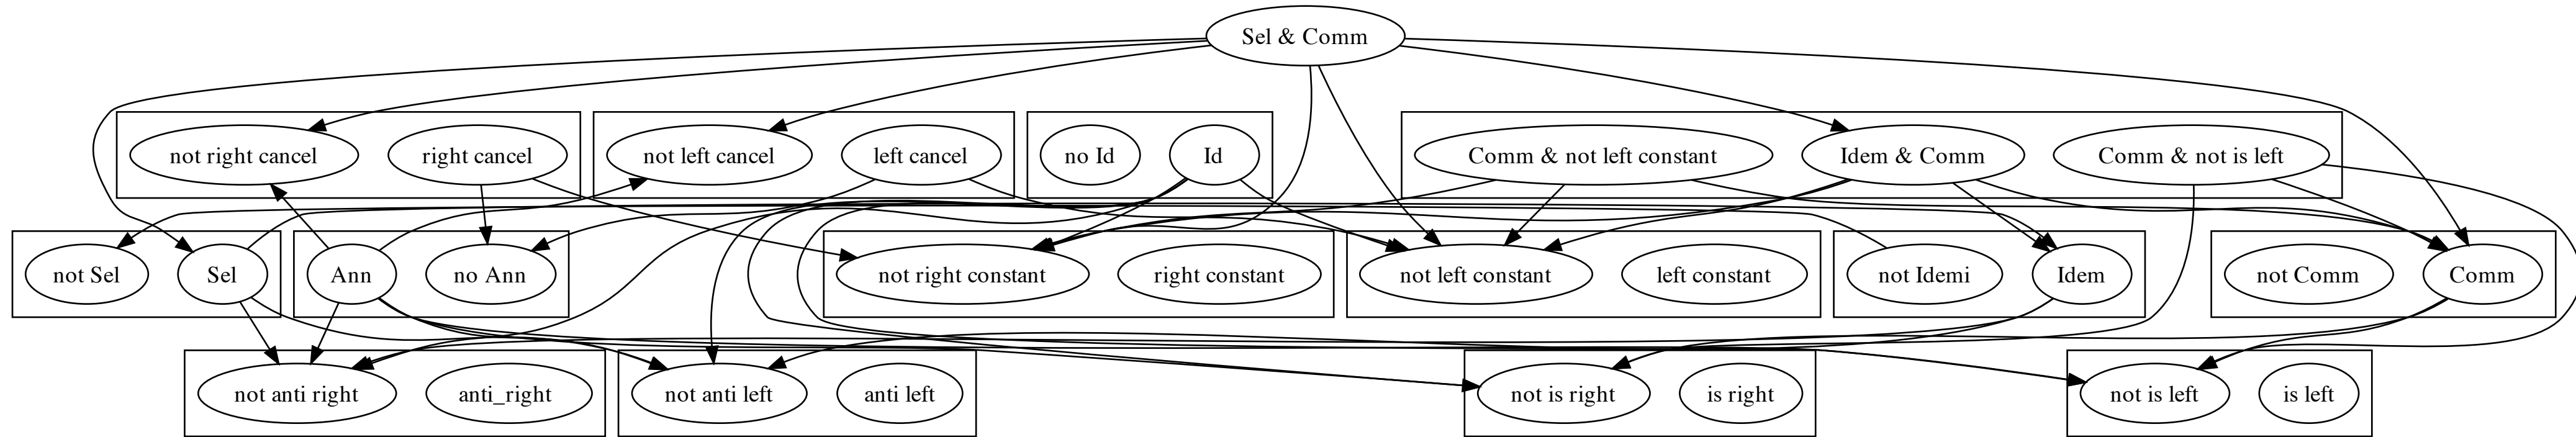 Sel & Comm
not right cancel
right cancel
not left cancel
left cancel
no Id
Id
Comm & not left constant
Idem & Comm
Comm & not is left
not Sel
Sel
Ann
no Ann
not right constant
right constant
not left constant
left constant
not Idemi
Idem
not Comm
Comm
not anti right
anti_right
not anti left
anti left
not is right
is right
not is left
is left